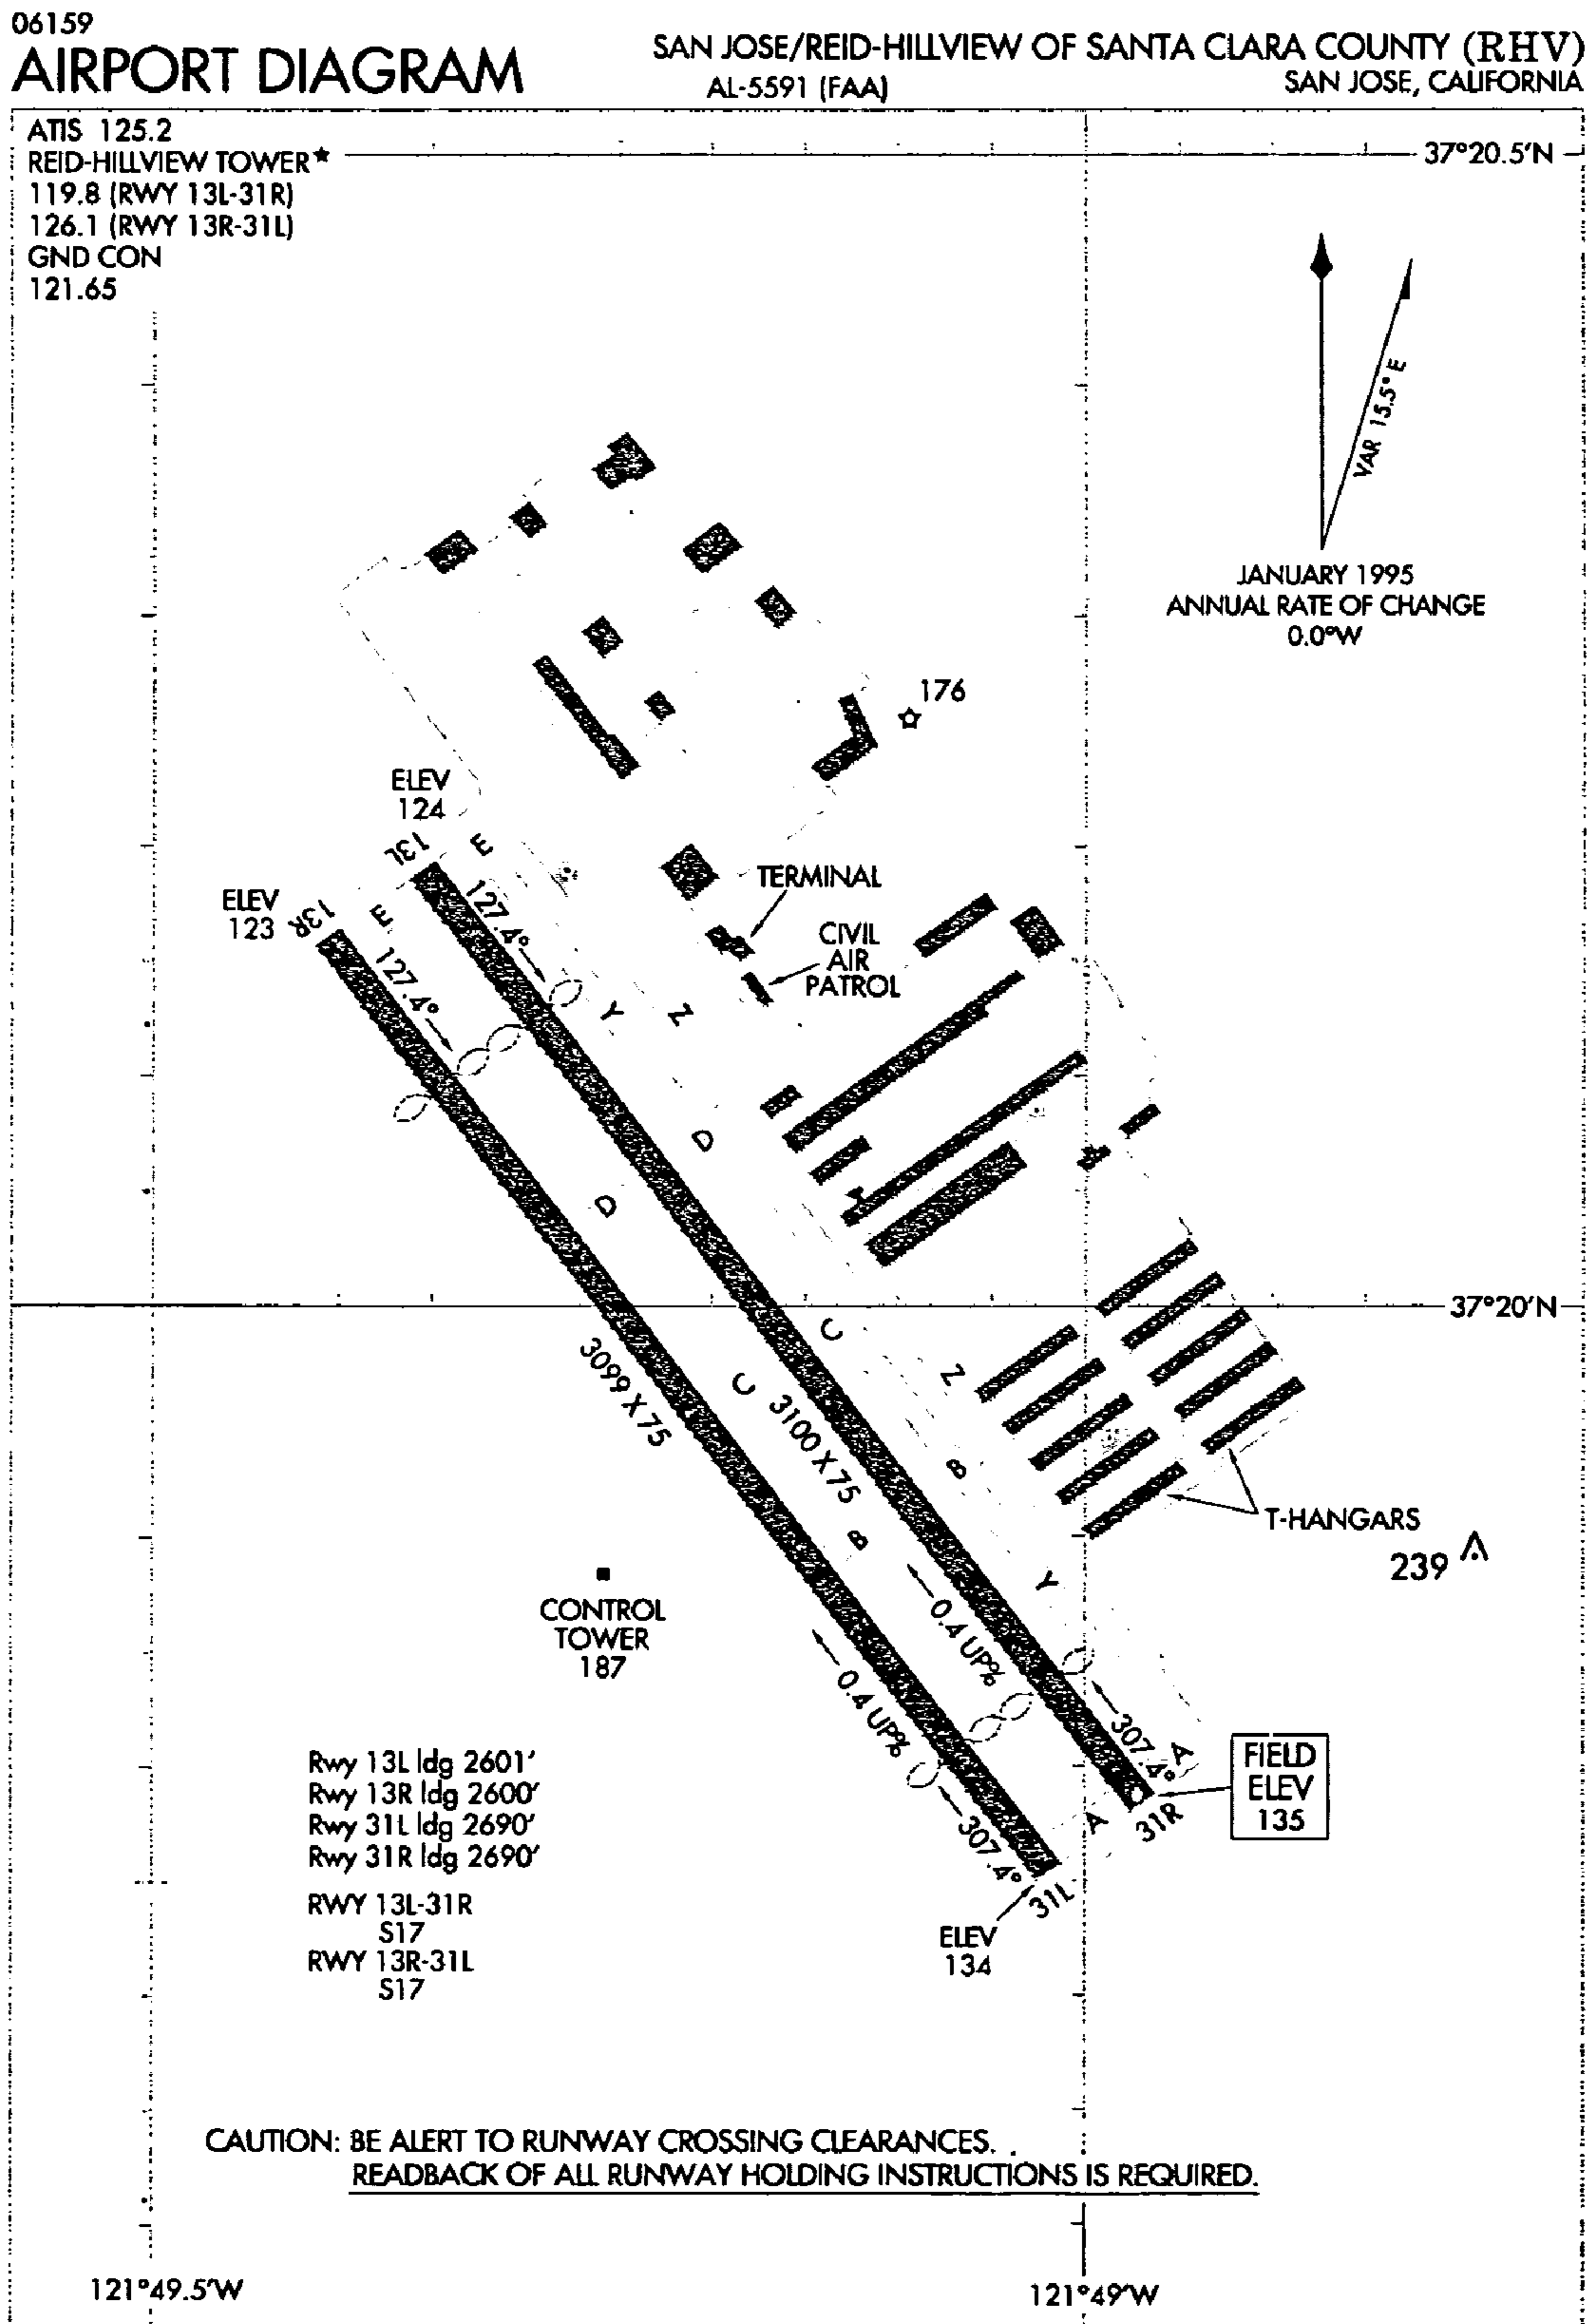 06159
AIRPORT DIAGRAM
SAN JOSE/REID-HILLVIEW OF SANTA CLARA COUNTY (RHV)
AL-5591 (FAA)
SAN JOSE, CALIFORNIA
ATIS 125.2
REID-HILLVIEW TOWER★
119.8 (RWY 13L-31R)
126.1 (RWY 13R-31L)
GND CON
121.65
37°20.5'N
VAR 15.5° E
JANUARY 1995
ANNUAL RATE OF CHANGE
0.0°W
176
ELEV
124
13L
E
127.4°
ELEV
123
13R
E
127.4°
TERMINAL
CIVIL
AIR
PATROL
Y
Z
D
D
37°20'N
C
C
3099 X 75
3100 X 75
Z
B
B
T-HANGARS
239
Y
CONTROL
TOWER
187
0.4 UP%
0.4 UP%
307.4°
A
A
31R
FIELD
ELEV
135
307.4°
31L
ELEV
134
Rwy 13L ldg 2601'
Rwy 13R ldg 2600'
Rwy 31L ldg 2690'
Rwy 31R ldg 2690'
RWY 13L-31R
S17
RWY 13R-31L
S17
CAUTION: BE ALERT TO RUNWAY CROSSING CLEARANCES.
READBACK OF ALL RUNWAY HOLDING INSTRUCTIONS IS REQUIRED.
121°49.5'W
121°49'W